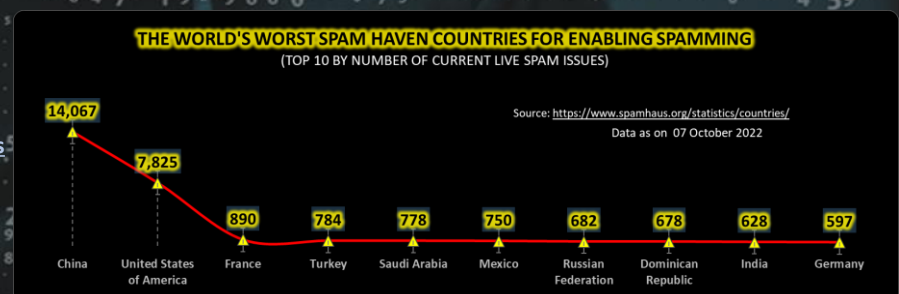 THE WORLD'S WORST SPAM HAVEN COUNTRIES FOR ENABLING SPAMMING
(TOP 10 BY NUMBER OF CURRENT LIVE SPAM ISSUES)
Source: https://www.spamhaus.org/statistics/countries/
Data as on 07 October 2022
14,067
7,825
890
784
778
750
682
678
628
597
China
United States
of America
France
Turkey
Saudi Arabia
Mexico
Russian
Federation
Dominican
Republic
India
Germany